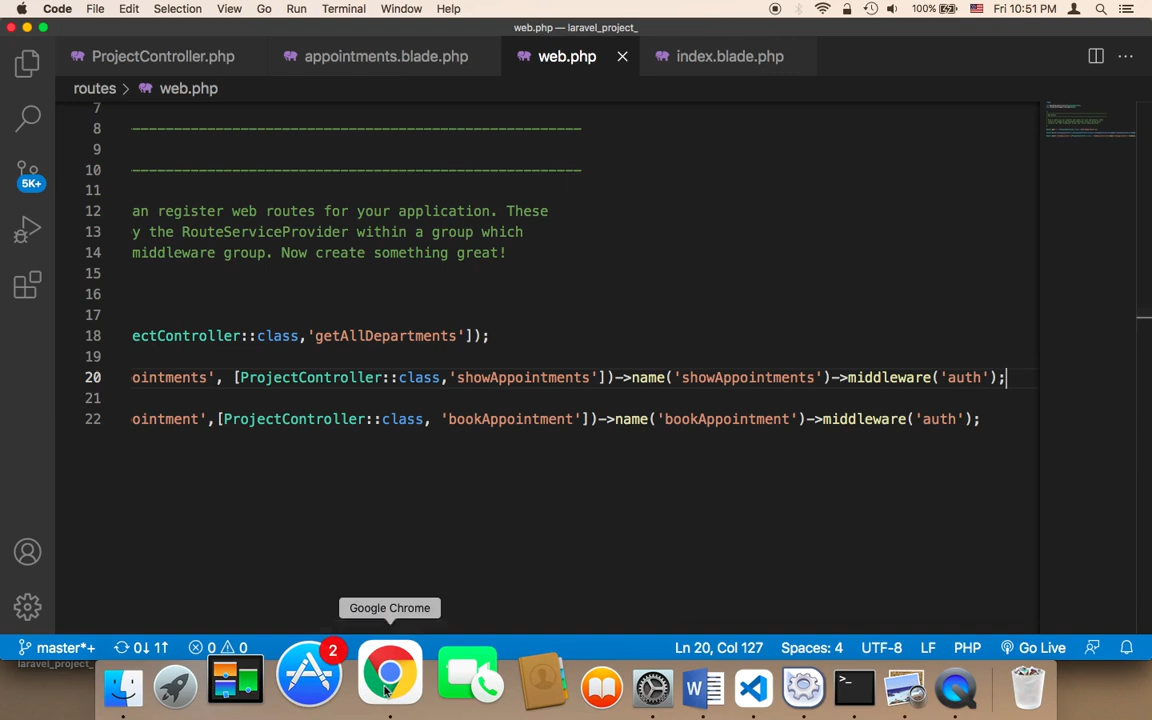 Code File Edit Selection View Go Run Terminal Window Help 100% Fri 10:51 PM
web.php — laravel_project_
ProjectController.php appointments.blade.php web.php index.blade.php
routes > web.php
7
8 -------------------------------------------------------
9
10 -------------------------------------------------------
11
12 an register web routes for your application. These
13 y the RouteServiceProvider within a group which
14 middleware group. Now create something great!
15
16
17
18 ectController::class,'getAllDepartments']);
19
20 ointments', [ProjectController::class,'showAppointments'])->name('showAppointments')->middleware('auth');
21
22 ointment',[ProjectController::class, 'bookAppointment'])->name('bookAppointment')->middleware('auth');
5K+
Google Chrome
master*+ 0↓ 1↑ 0 0 Ln 20, Col 127 Spaces: 4 UTF-8 LF PHP Go Live
laravel_project_
2